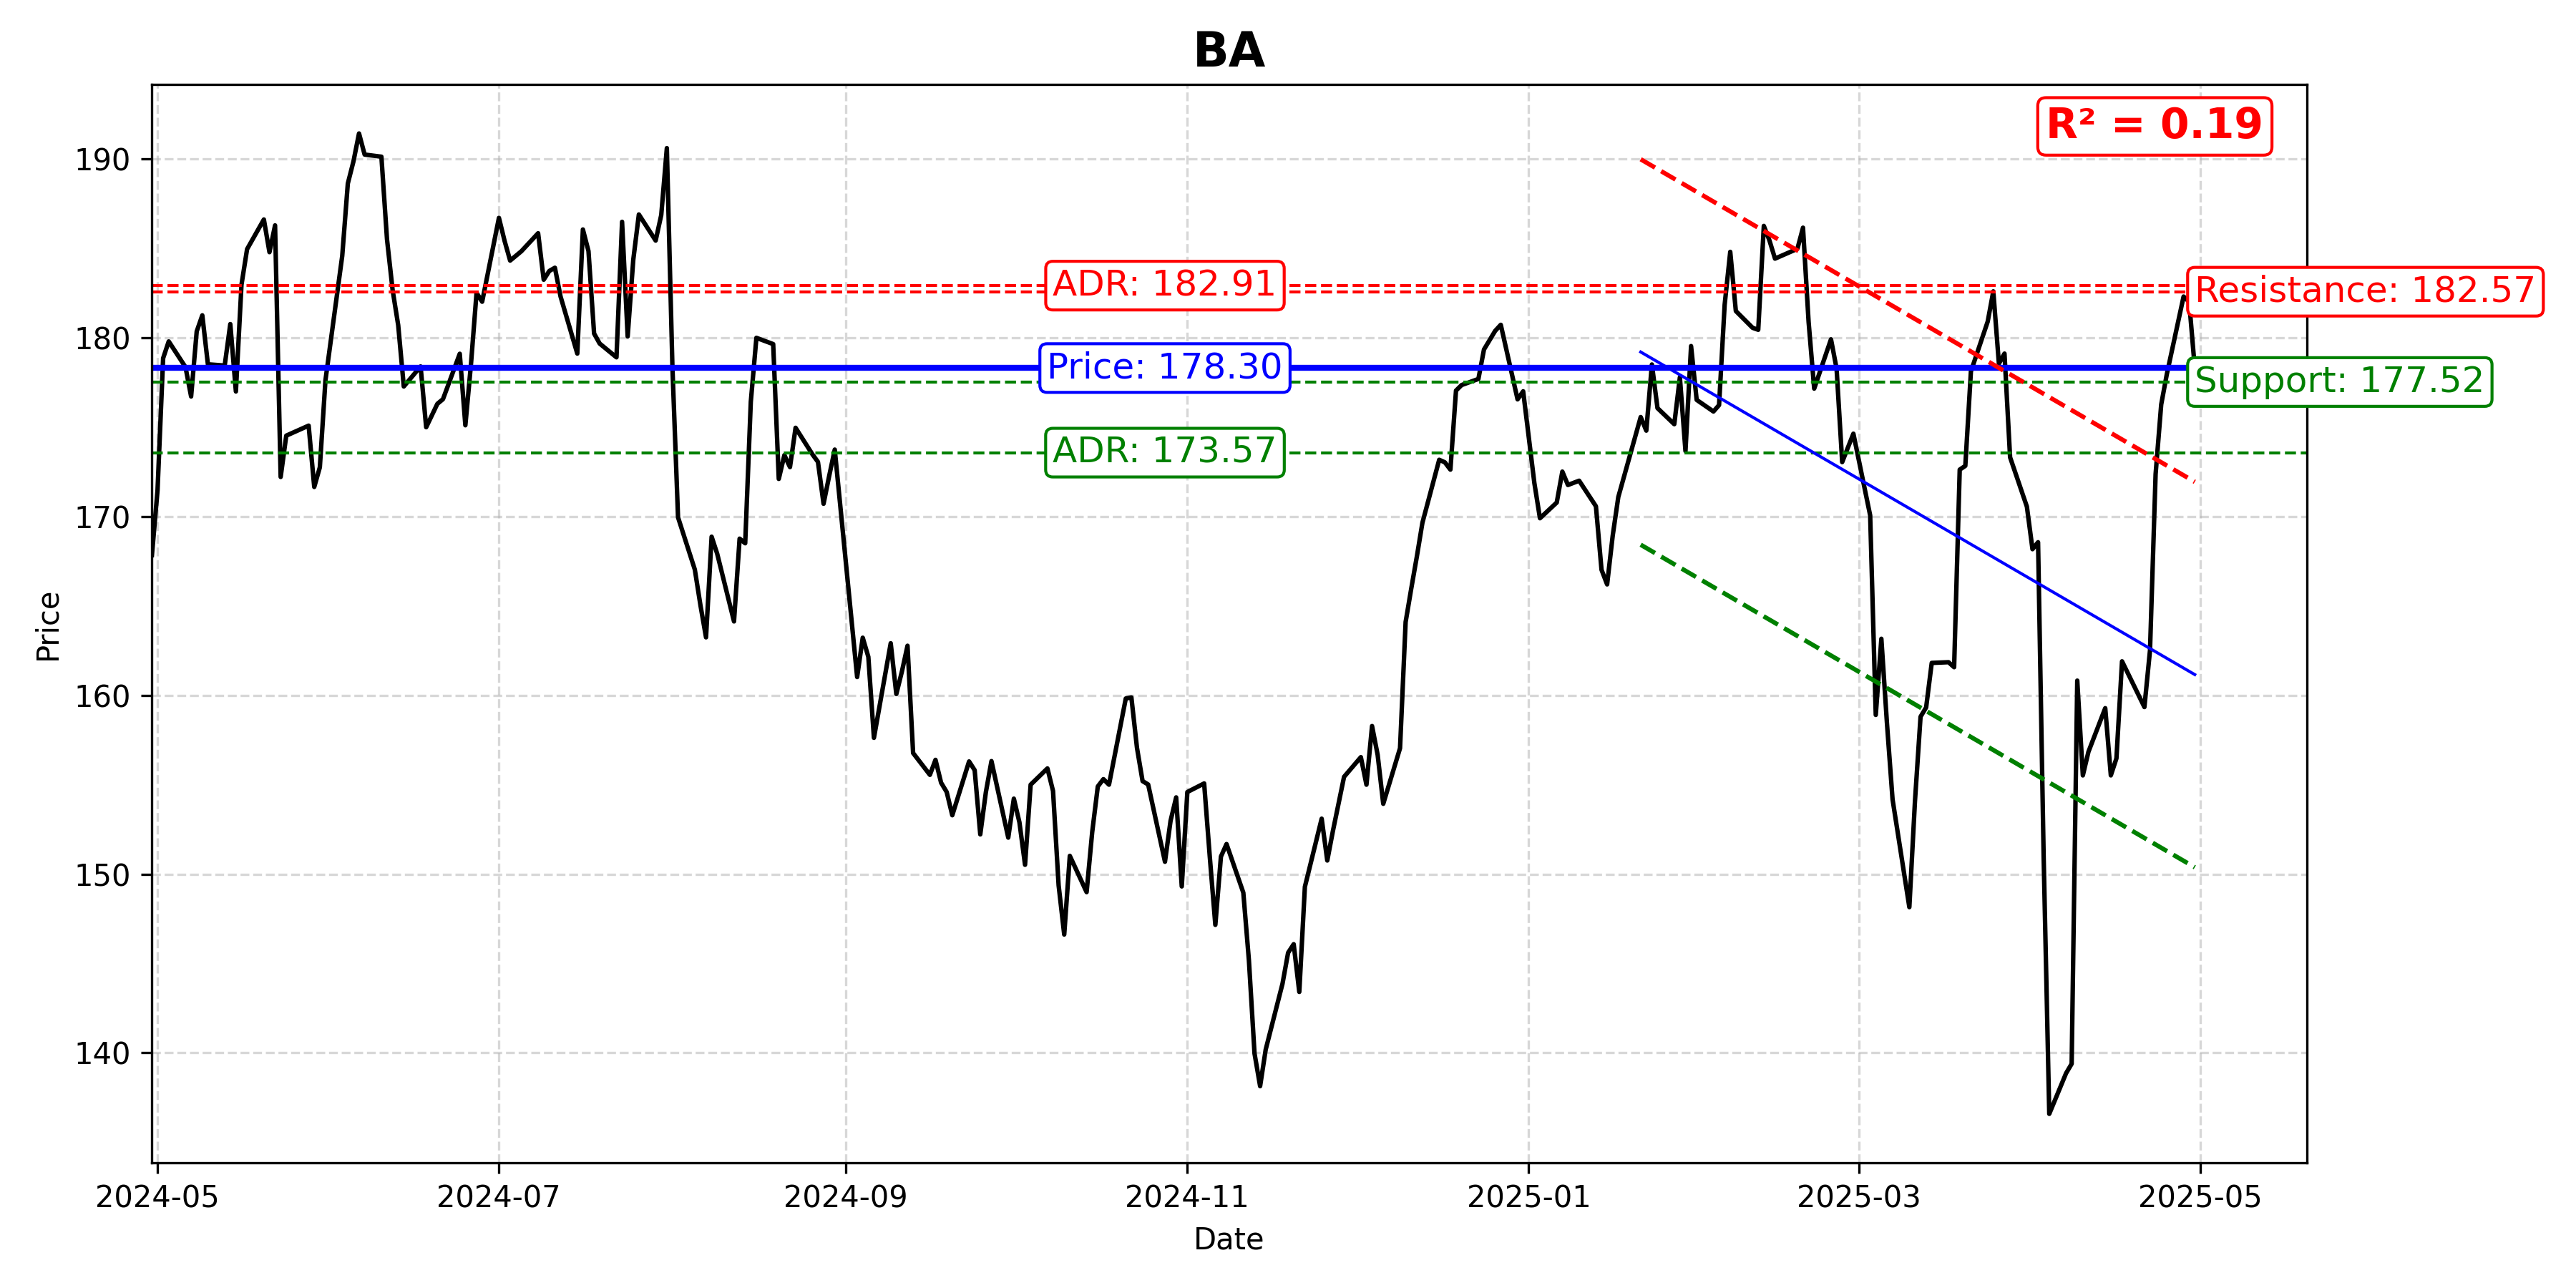 BA
R² = 0.19
190
180
170
160
150
140
Price
ADR: 182.91
Resistance: 182.57
Price: 178.30
Support: 177.52
ADR: 173.57
2024-05
2024-07
2024-09
2024-11
2025-01
2025-03
2025-05
Date